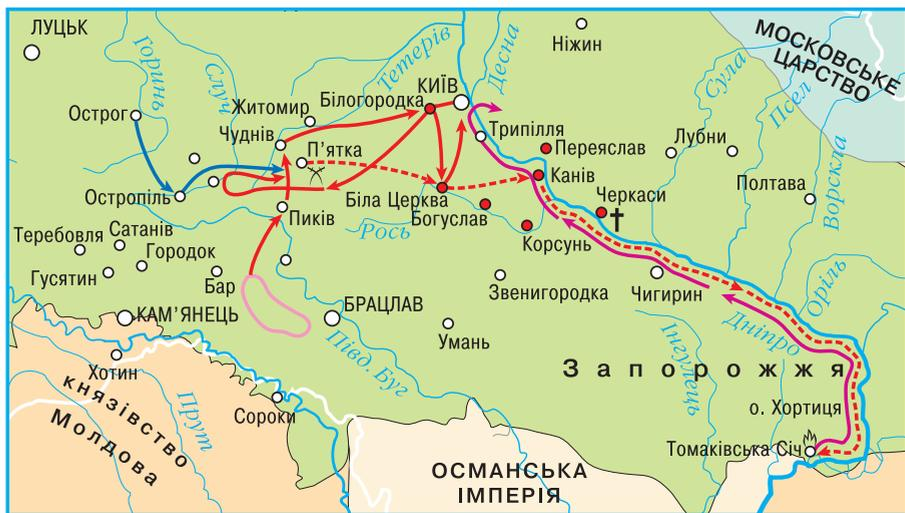 ЛУЦЬК
Горинь
Случ
Тетерів
Десна
Ніжин
МОСКОВСЬКЕ
ЦАРСТВО
Сула
Псел
Ворскла
КИЇВ
Острог
Житомир
Білогородка
Чуднів
П’ятка
Трипілля
Переяслав
Лубни
Канів
Полтава
Остропіль
Біла Церква
Черкаси
Пиків
Богуслав
Рось
Корсунь
Теребовля
Сатанів
Городок
Гусятин
Бар
Звенигородка
Чигирин
Оріль
КАМ’ЯНЕЦЬ
БРАЦЛАВ
Умань
Дніпро
Півд. Буг
Інгулець
Запорожжя
Хотин
князівство
Молдова
Прут
Сороки
о. Хортиця
Томаківська Січ
ОСМАНСЬКА
ІМПЕРІЯ